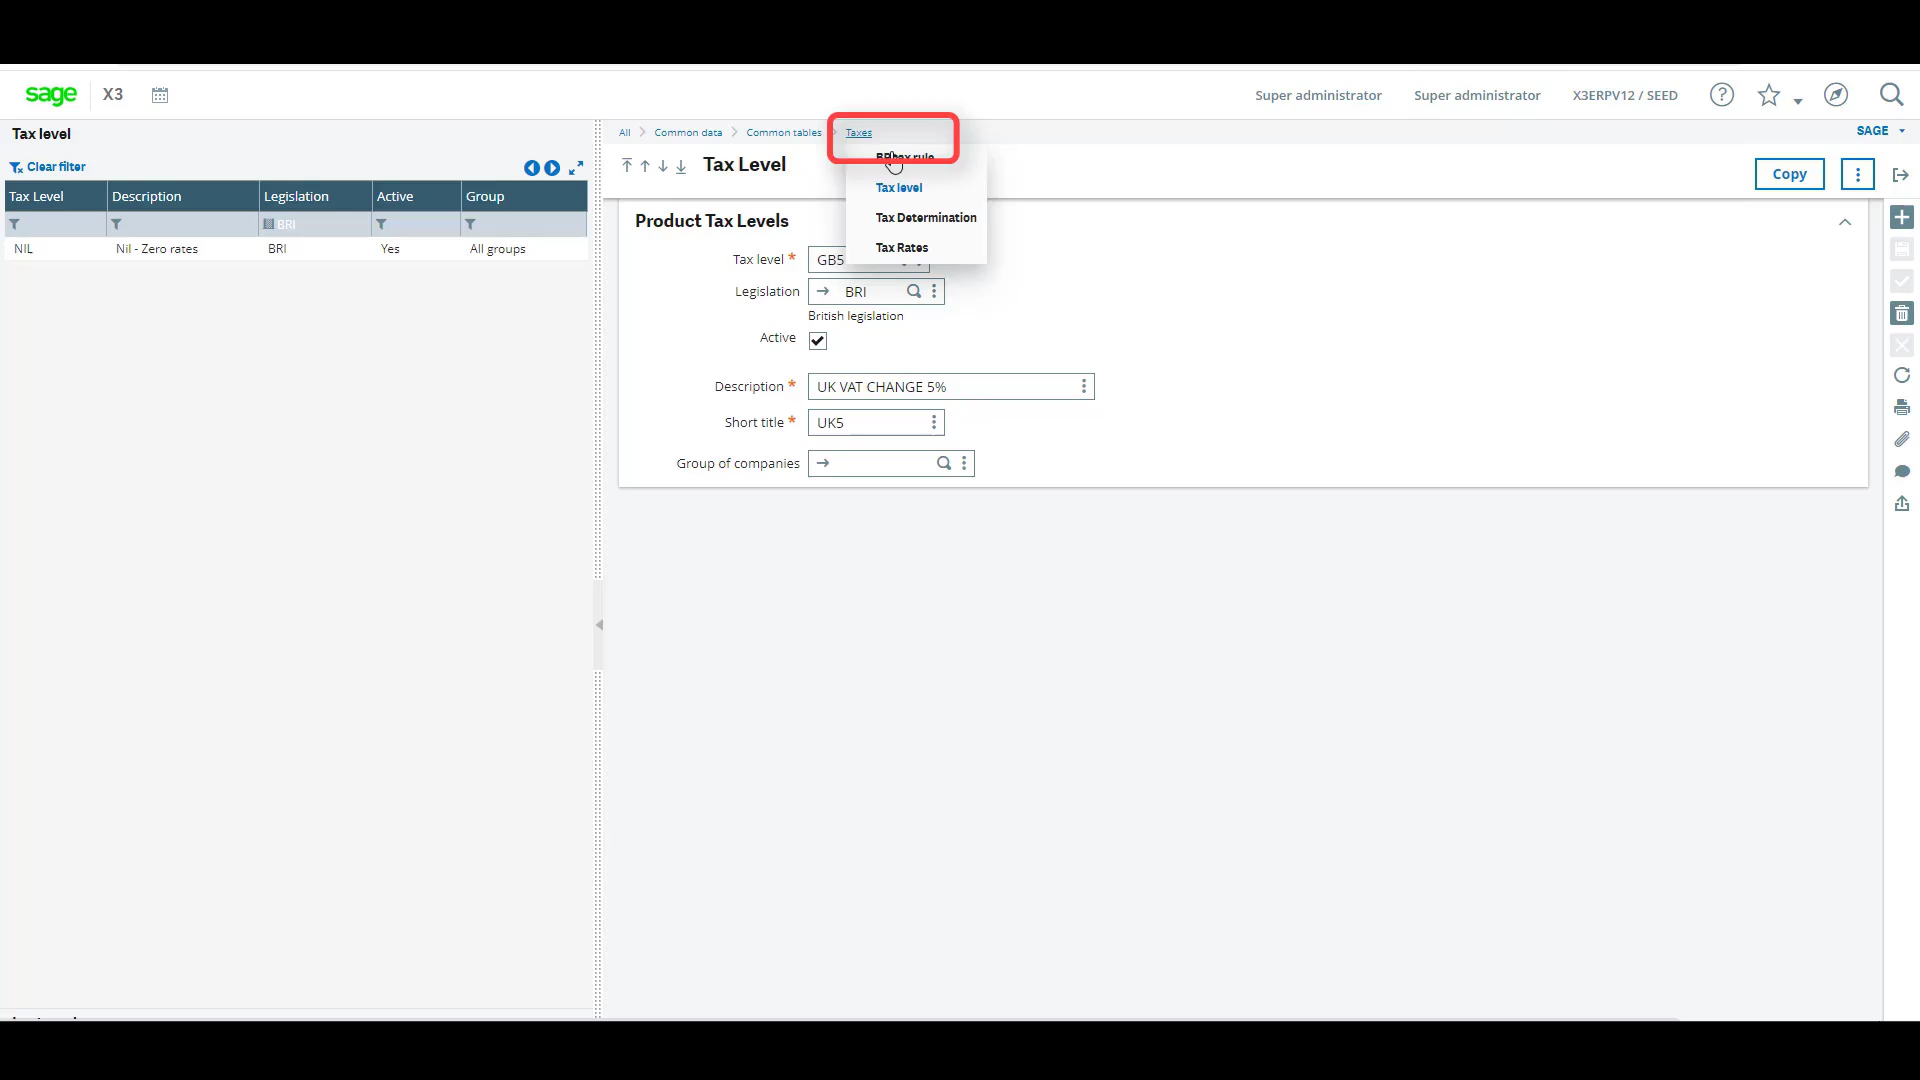 sage X3
Super administrator Super administrator X3ERPV12 / SEED
Tax level
All Common data Common tables Taxes
SAGE
Clear filter
Tax Level
Copy
BP tax rule
Tax level
Tax Determination
Tax Rates
Tax Level Description Legislation Active Group
BRI
NIL Nil - Zero rates BRI Yes All groups
Product Tax Levels
Tax level * GB5
Legislation BRI
British legislation
Active
Description * UK VAT CHANGE 5%
Short title * UK5
Group of companies